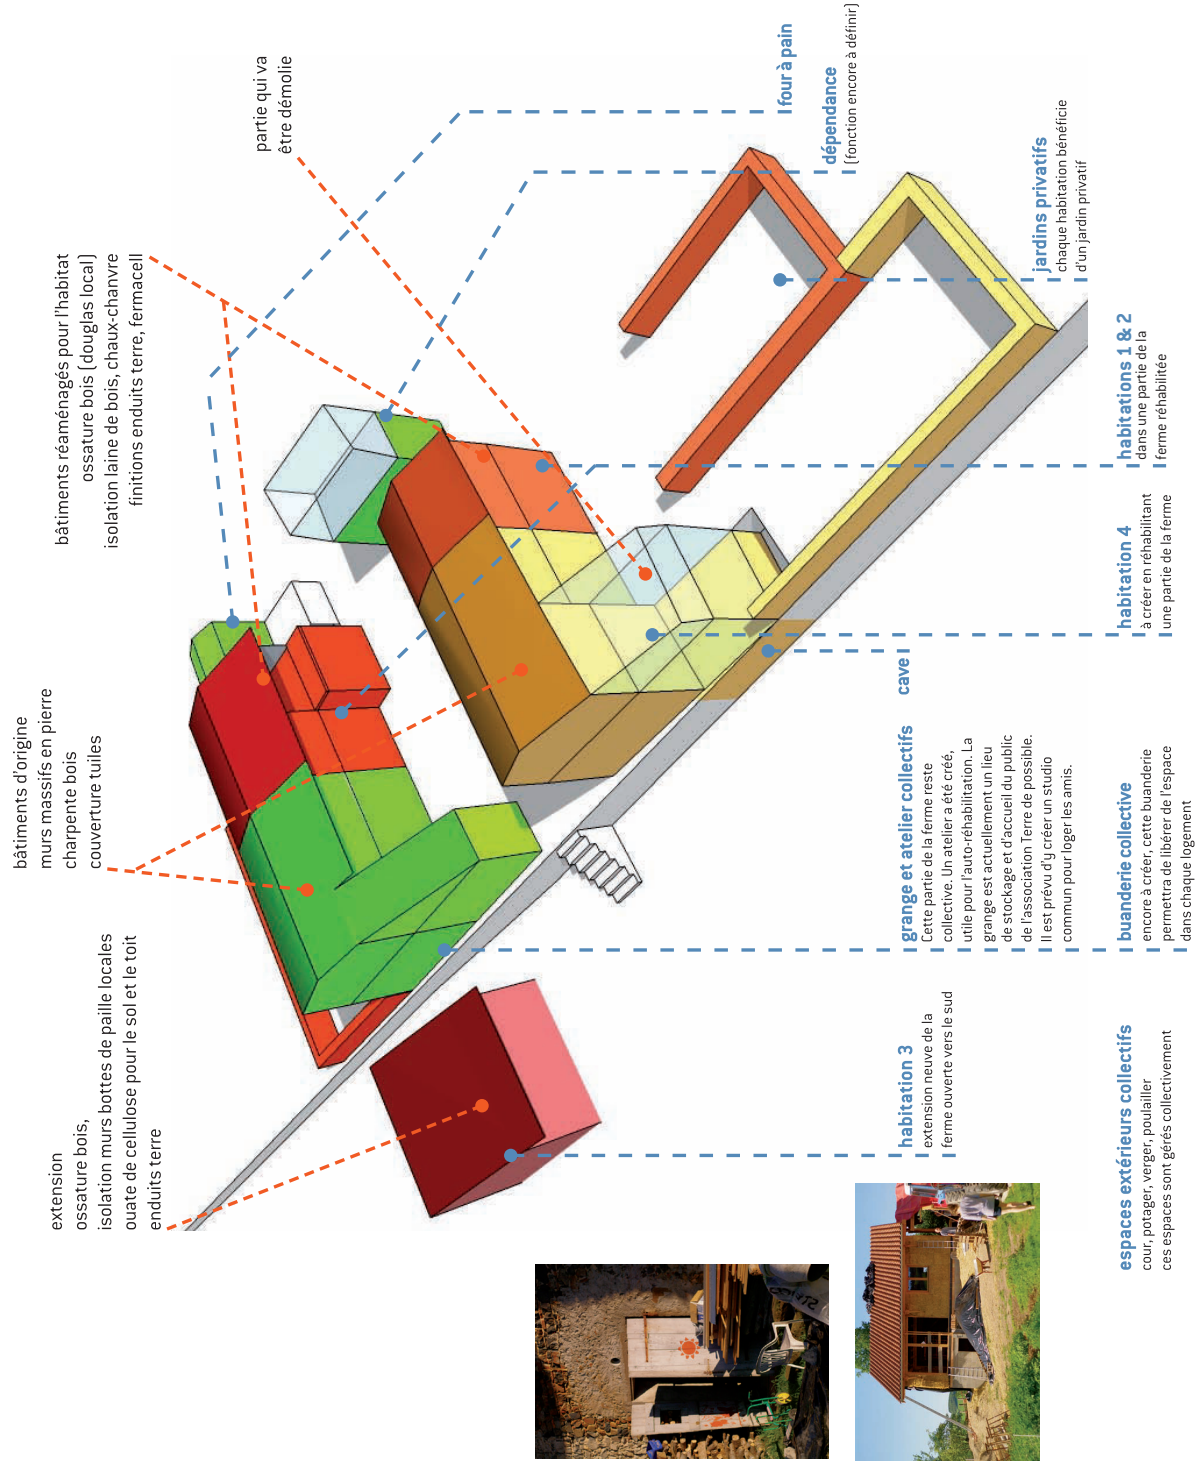 extension
ossature bois,
isolation murs bottes de paille locales
ouate de cellulose pour le sol et le toit
enduits terre
bâtiments d'origine
murs massifs en pierre
charpente bois
couverture tuiles
bâtiments réaménagés pour l'habitat
ossature bois (douglas local)
isolation laine de bois, chaux-chanvre
finitions enduits terre, fermacell
partie qui va
être démolie
four à pain
dépendance
(fonction encore à définir)
jardins privatifs
chaque habitation bénéficie
d'un jardin privatif
habitation 3
extension neuve de la
ferme ouverte vers le sud
grange et atelier collectifs
Cette partie de la ferme reste
collective. Un atelier a été créé,
utile pour l'auto-réhabilitation. La
grange est actuellement un lieu
de stockage et d'accueil du public
de l'association Terre de possible.
Il est prévu d'y créer un studio
commun pour loger les amis.
cave
espaces extérieurs collectifs
cour, potager, verger, poulailler
ces espaces sont gérés collectivement
buanderie collective
encore à créer, cette buanderie
permettra de libérer de l'espace
dans chaque logement
habitation 4
à créer en réhabilitant
une partie de la ferme
habitations 1 & 2
dans une partie de la
ferme réhabilitée